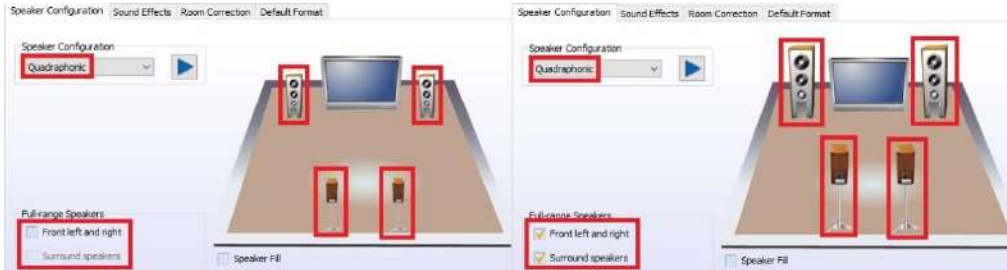 Speaker Configuration Sound Effects Room Correction Default Format
Speaker Configuration
Quadraphonic
Full-range Speakers
Front left and right
Surround speakers
Speaker Fill
Speaker Configuration Sound Effects Room Correction Default Format
Speaker Configuration
Quadraphonic
Full-range Speakers
Front left and right
Surround speakers
Speaker Fill